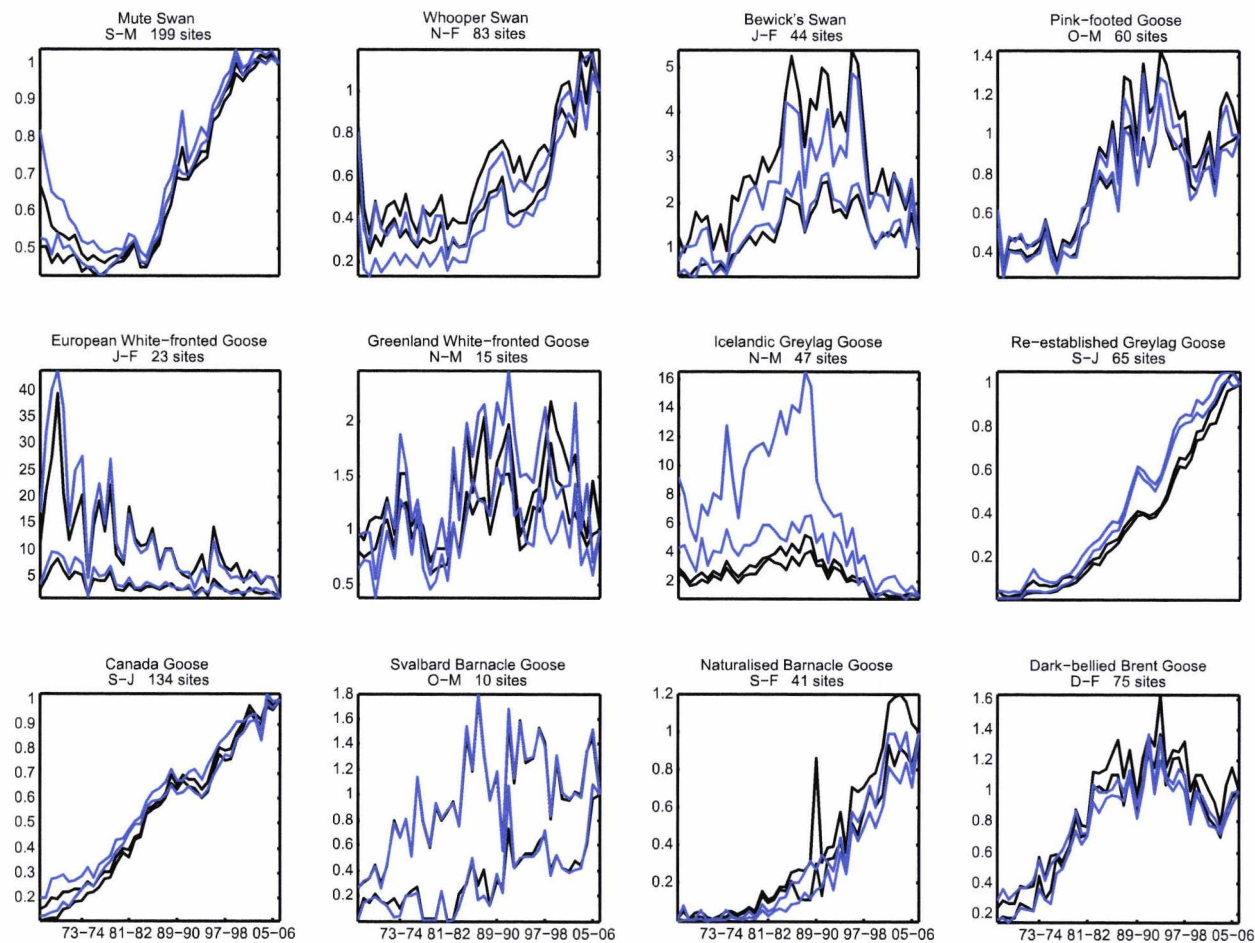 Mute Swan
S-M 199 sites
Whooper Swan
N-F 83 sites
Bewick's Swan
J-F 44 sites
Pink-footed Goose
O-M 60 sites
1
0.9
0.8
0.7
0.6
0.5
1
0.8
0.6
0.4
0.2
5
4
3
2
1
1.4
1.2
1
0.8
0.6
0.4
European White-fronted Goose
J-F 23 sites
Greenland White-fronted Goose
N-M 15 sites
Icelandic Greylag Goose
N-M 47 sites
Re-established Greylag Goose
S-J 65 sites
40
35
30
25
20
15
10
5
2
1.5
1
0.5
16
14
12
10
8
6
4
2
1
0.8
0.6
0.4
0.2
Canada Goose
S-J 134 sites
Svalbard Barnacle Goose
O-M 10 sites
Naturalised Barnacle Goose
S-F 41 sites
Dark-bellied Brent Goose
D-F 75 sites
1
0.9
0.8
0.7
0.6
0.5
0.4
0.3
0.2
1.8
1.6
1.4
1.2
1
0.8
0.6
0.4
0.2
1.2
1
0.8
0.6
0.4
0.2
1.6
1.4
1.2
1
0.8
0.6
0.4
0.2
73-74 81-82 89-90 97-98 05-06
73-74 81-82 89-90 97-98 05-06
73-74 81-82 89-90 97-98 05-06
73-74 81-82 89-90 97-98 05-06